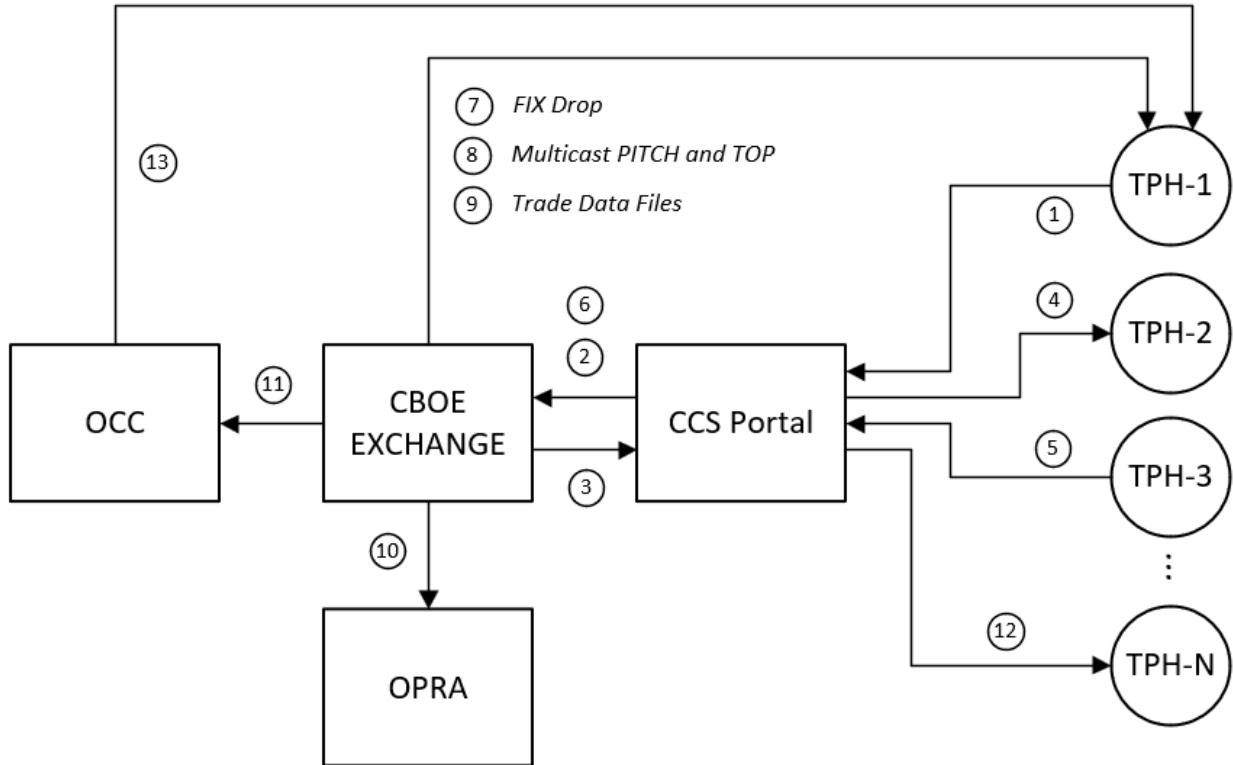 7 FIX Drop
8 Multicast PITCH and TOP
13
TPH-1
9 Trade Data Files
1
6
4
2
TPH-2
11
OCC
CBOE
EXCHANGE
CCS Portal
5
TPH-3
3
10
⋮
12
TPH-N
OPRA